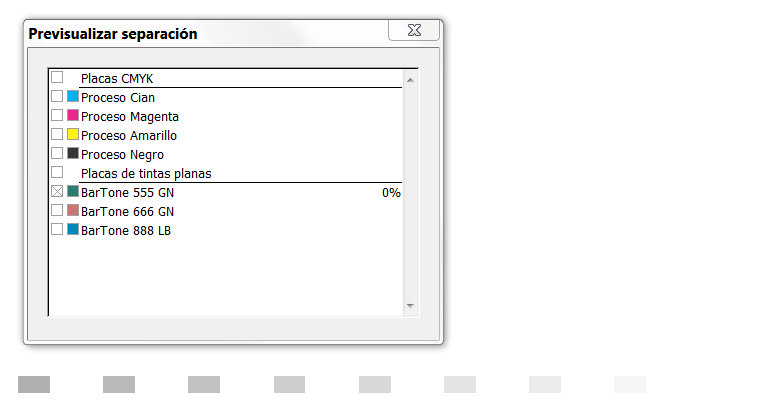 Previsualizar separación
Placas CMYK
Proceso Cian
Proceso Magenta
Proceso Amarillo
Proceso Negro
Placas de tintas planas
BarTone 555 GN 0%
BarTone 666 GN
BarTone 888 LB